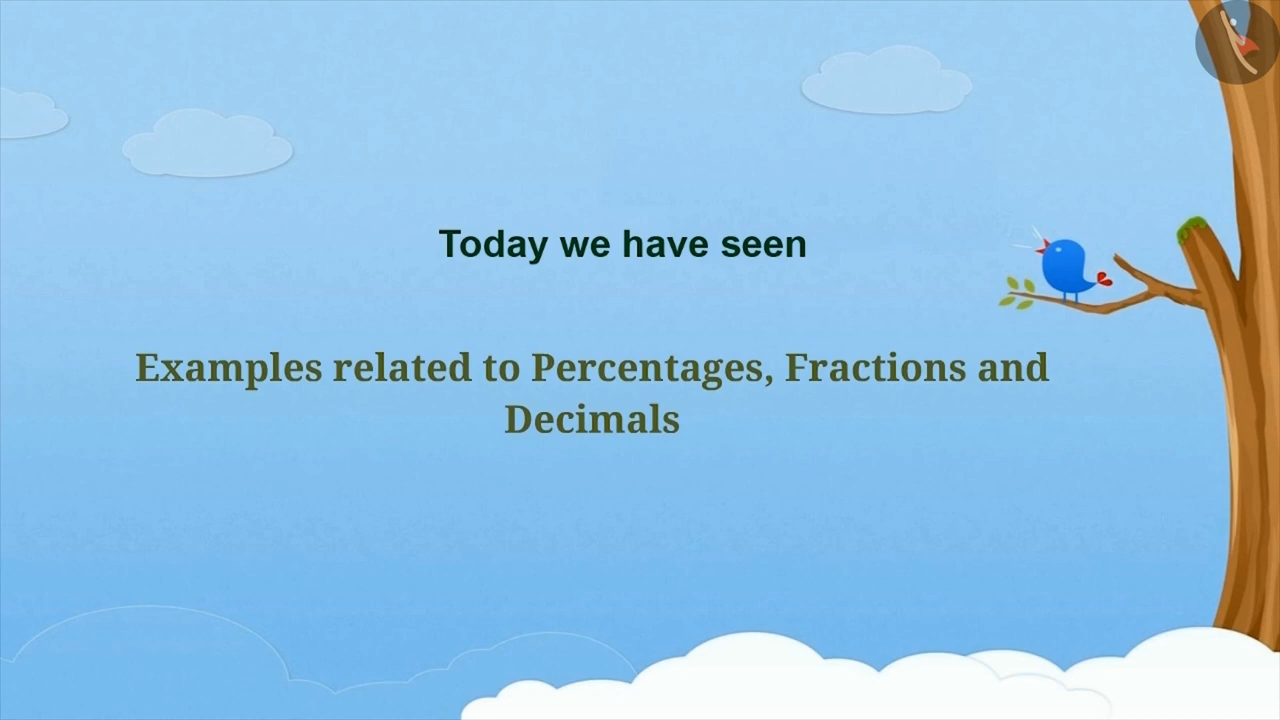 Today we have seen
Examples related to Percentages, Fractions and
Decimals